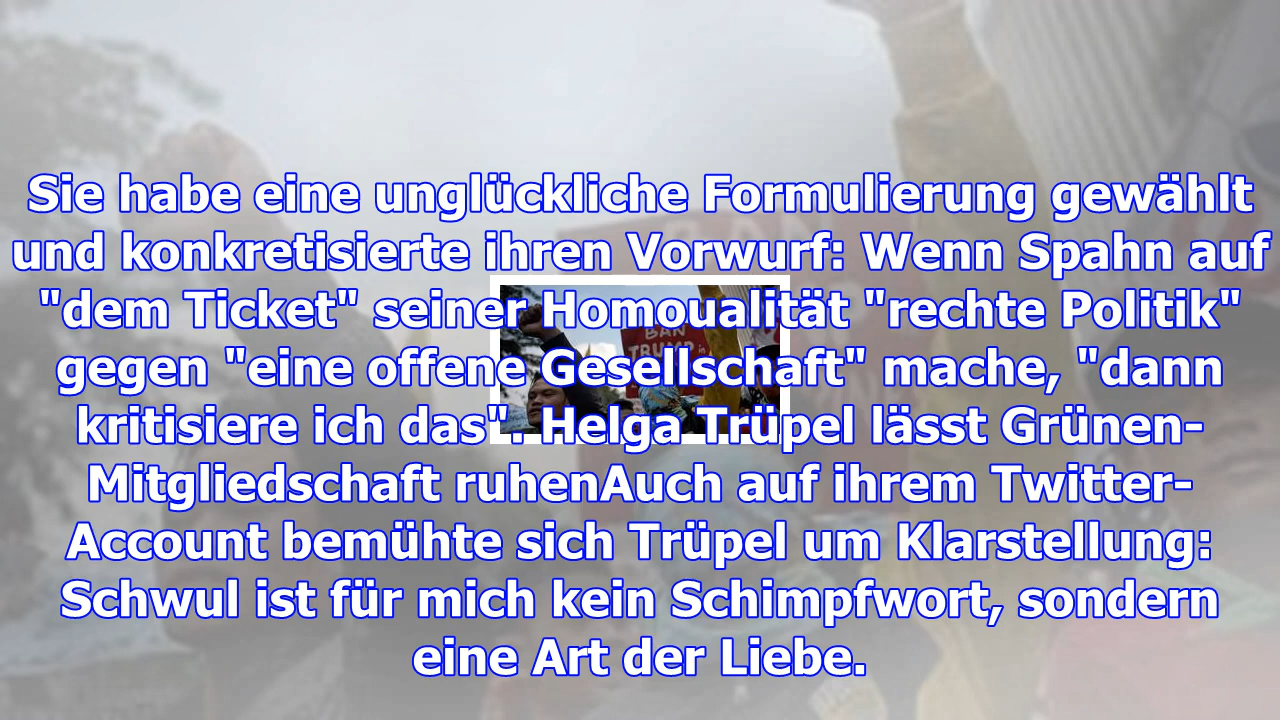 Sie habe eine unglückliche Formulierung gewählt
und konkretisierte ihren Vorwurf: Wenn Spahn auf
"dem Ticket" seiner Homoualität "rechte Politik"
gegen "eine offene Gesellschaft" mache, "dann
kritisiere ich das". Helga Trüpel lässt Grünen-
Mitgliedschaft ruhenAuch auf ihrem Twitter-
Account bemühte sich Trüpel um Klarstellung:
Schwul ist für mich kein Schimpfwort, sondern
eine Art der Liebe.
BAN
TRUMP